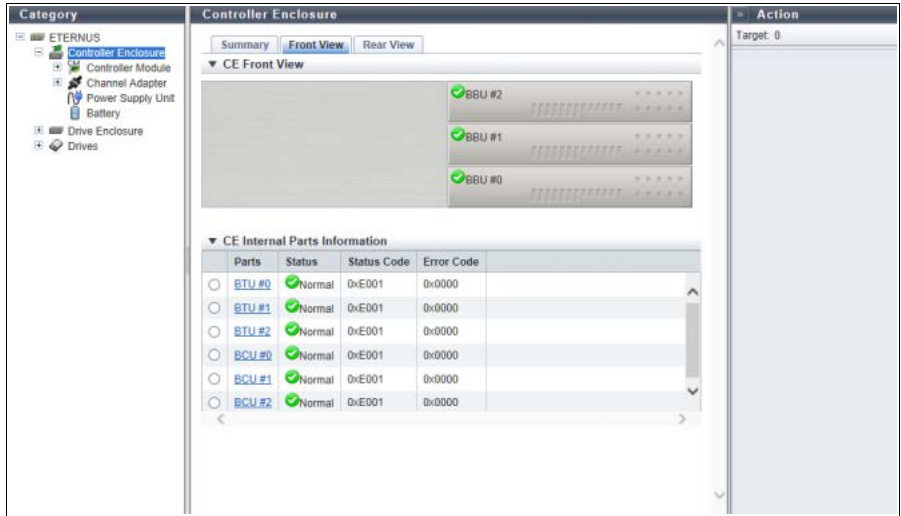 Category
ETERNUS
Controller Enclosure
Controller Module
Channel Adapter
Power Supply Unit
Battery
Drive Enclosure
Drives
Controller Enclosure
Summary Front View Rear View
▼ CE Front View
BBU #2
BBU #1
BBU #0
▼ CE Internal Parts Information
Parts Status Status Code Error Code
BTU #0 Normal 0xE001 0x0000
BTU #1 Normal 0xE001 0x0000
BTU #2 Normal 0xE001 0x0000
BCU #0 Normal 0xE001 0x0000
BCU #1 Normal 0xE001 0x0000
BCU #2 Normal 0xE001 0x0000
» Action
Target: 0